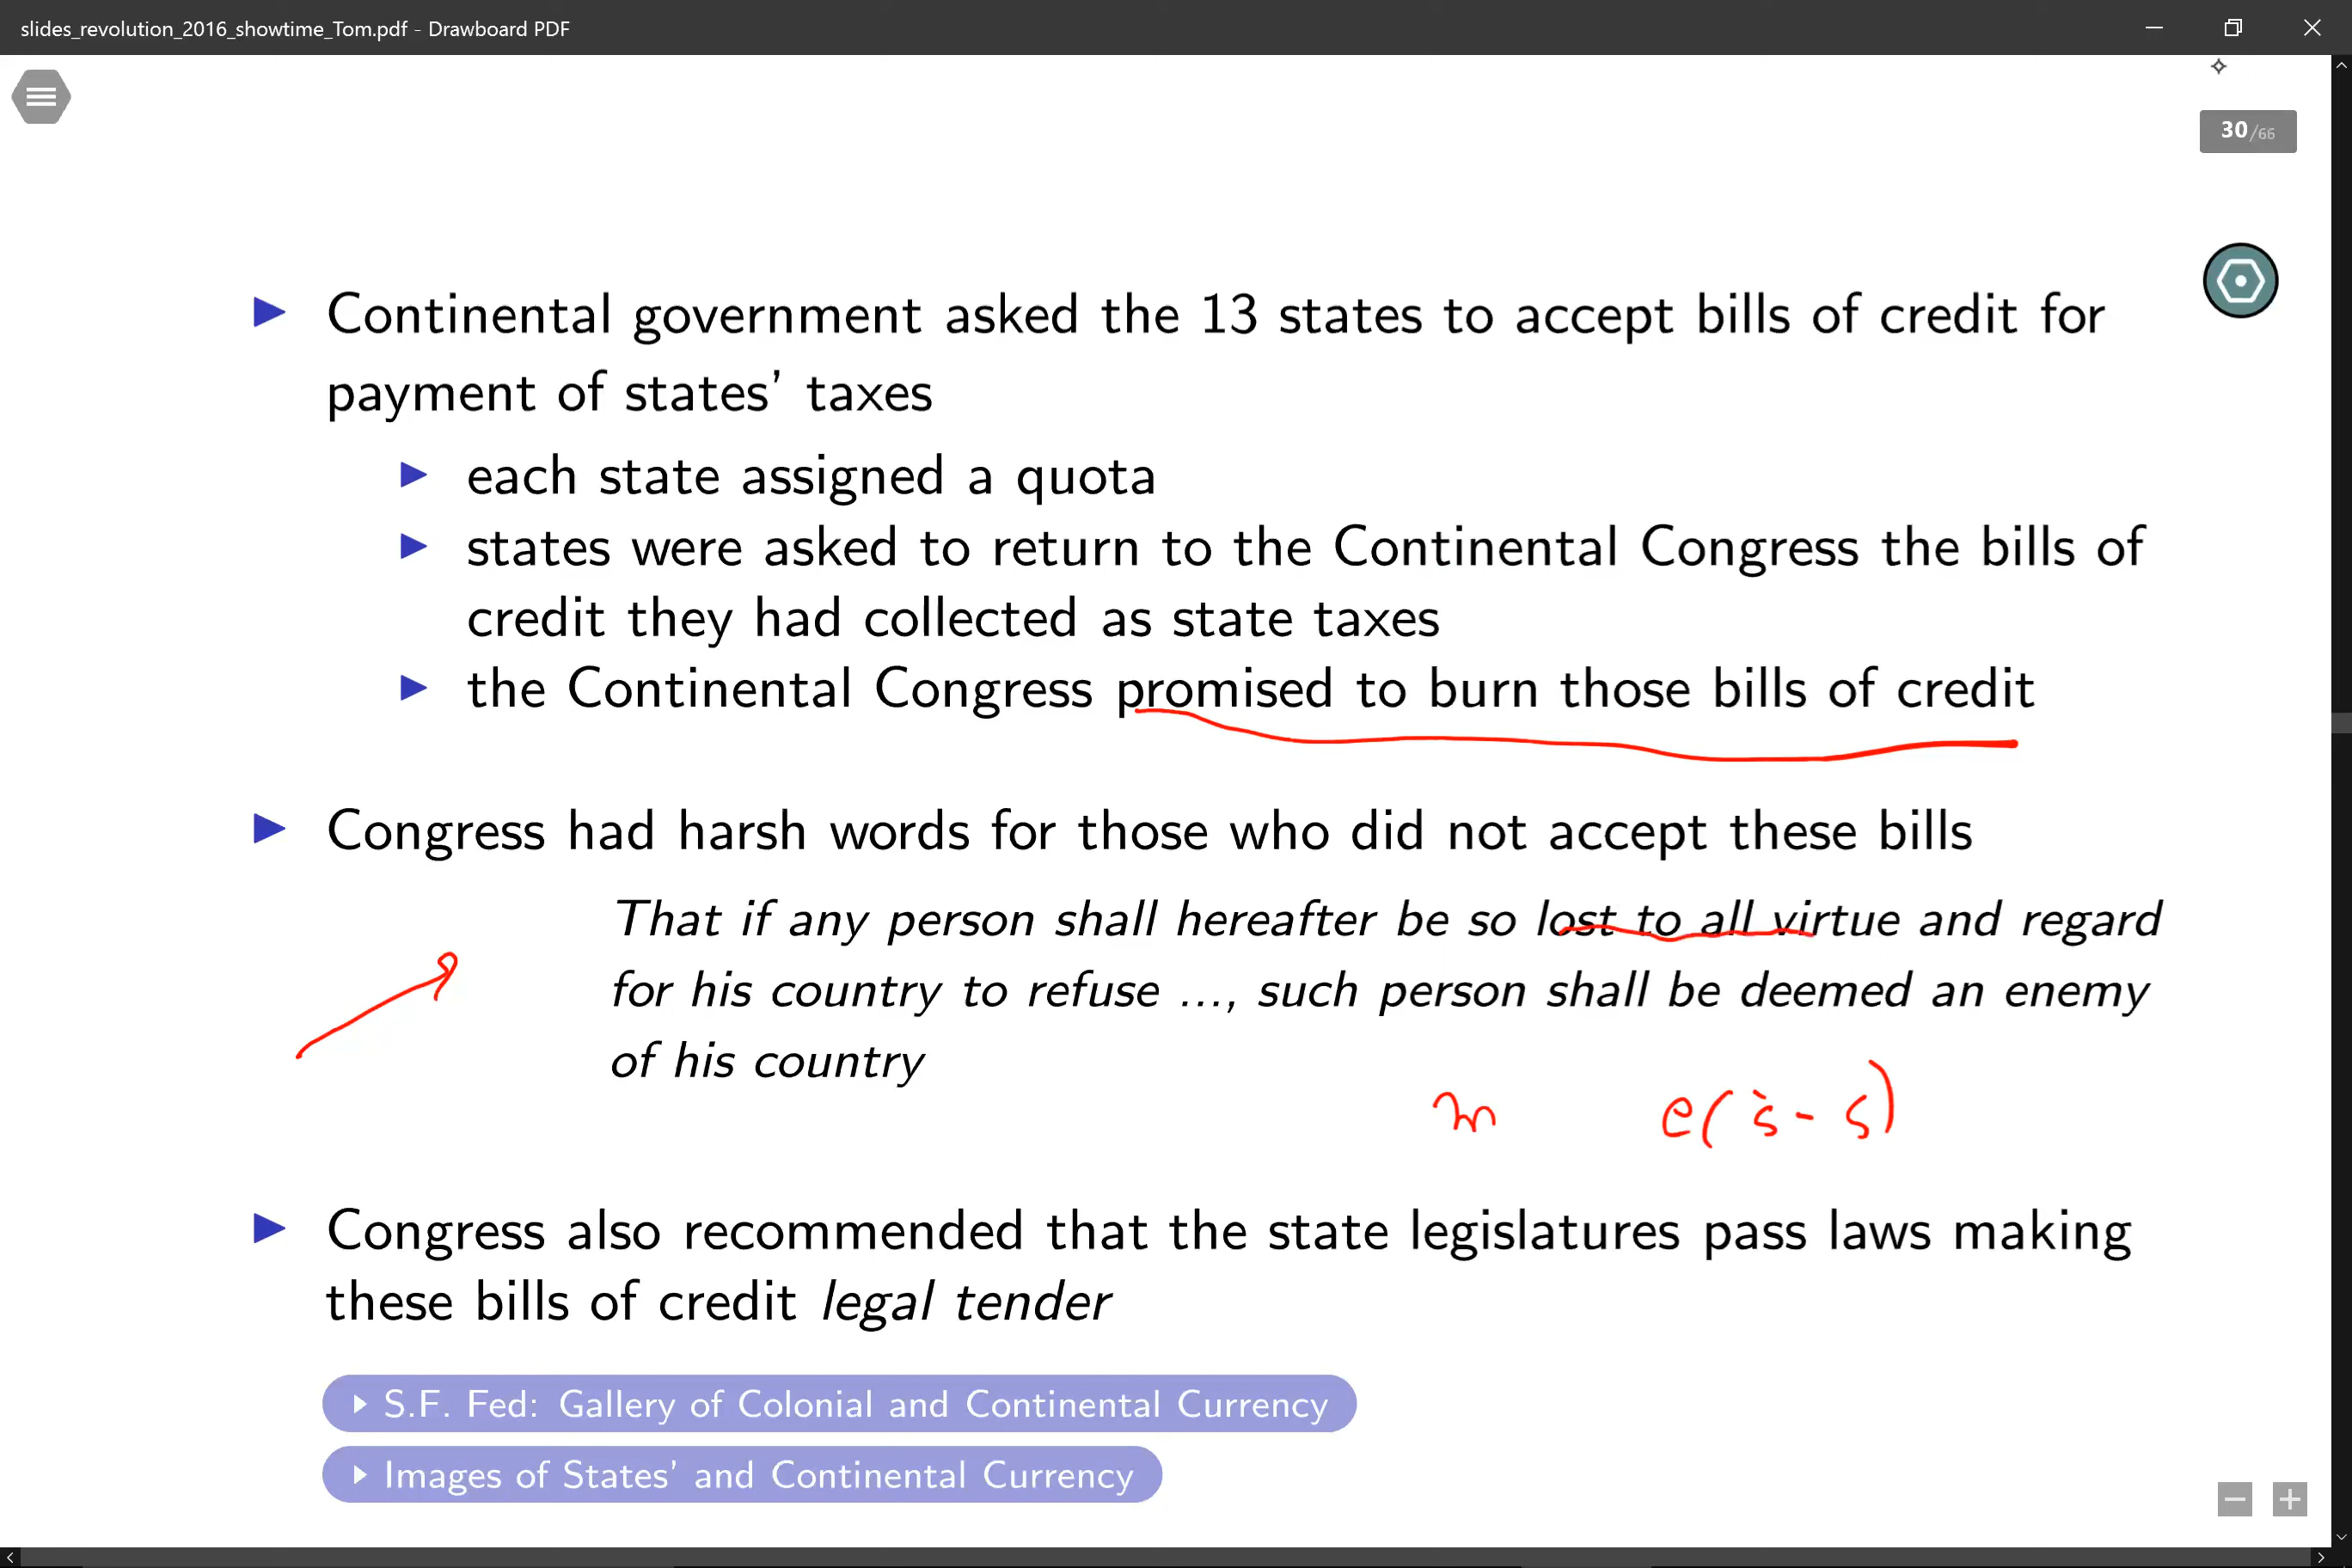 slides_revolution_2016_showtime_Tom.pdf - Drawboard PDF
30/66
▶ Continental government asked the 13 states to accept bills of credit for
payment of states' taxes
▶ each state assigned a quota
▶ states were asked to return to the Continental Congress the bills of
credit they had collected as state taxes
▶ the Continental Congress promised to burn those bills of credit
▶ Congress had harsh words for those who did not accept these bills
That if any person shall hereafter be so lost to all virtue and regard
for his country to refuse ..., such person shall be deemed an enemy
of his country
m e(s - s)
▶ Congress also recommended that the state legislatures pass laws making
these bills of credit legal tender
▶ S.F. Fed: Gallery of Colonial and Continental Currency
▶ Images of States' and Continental Currency